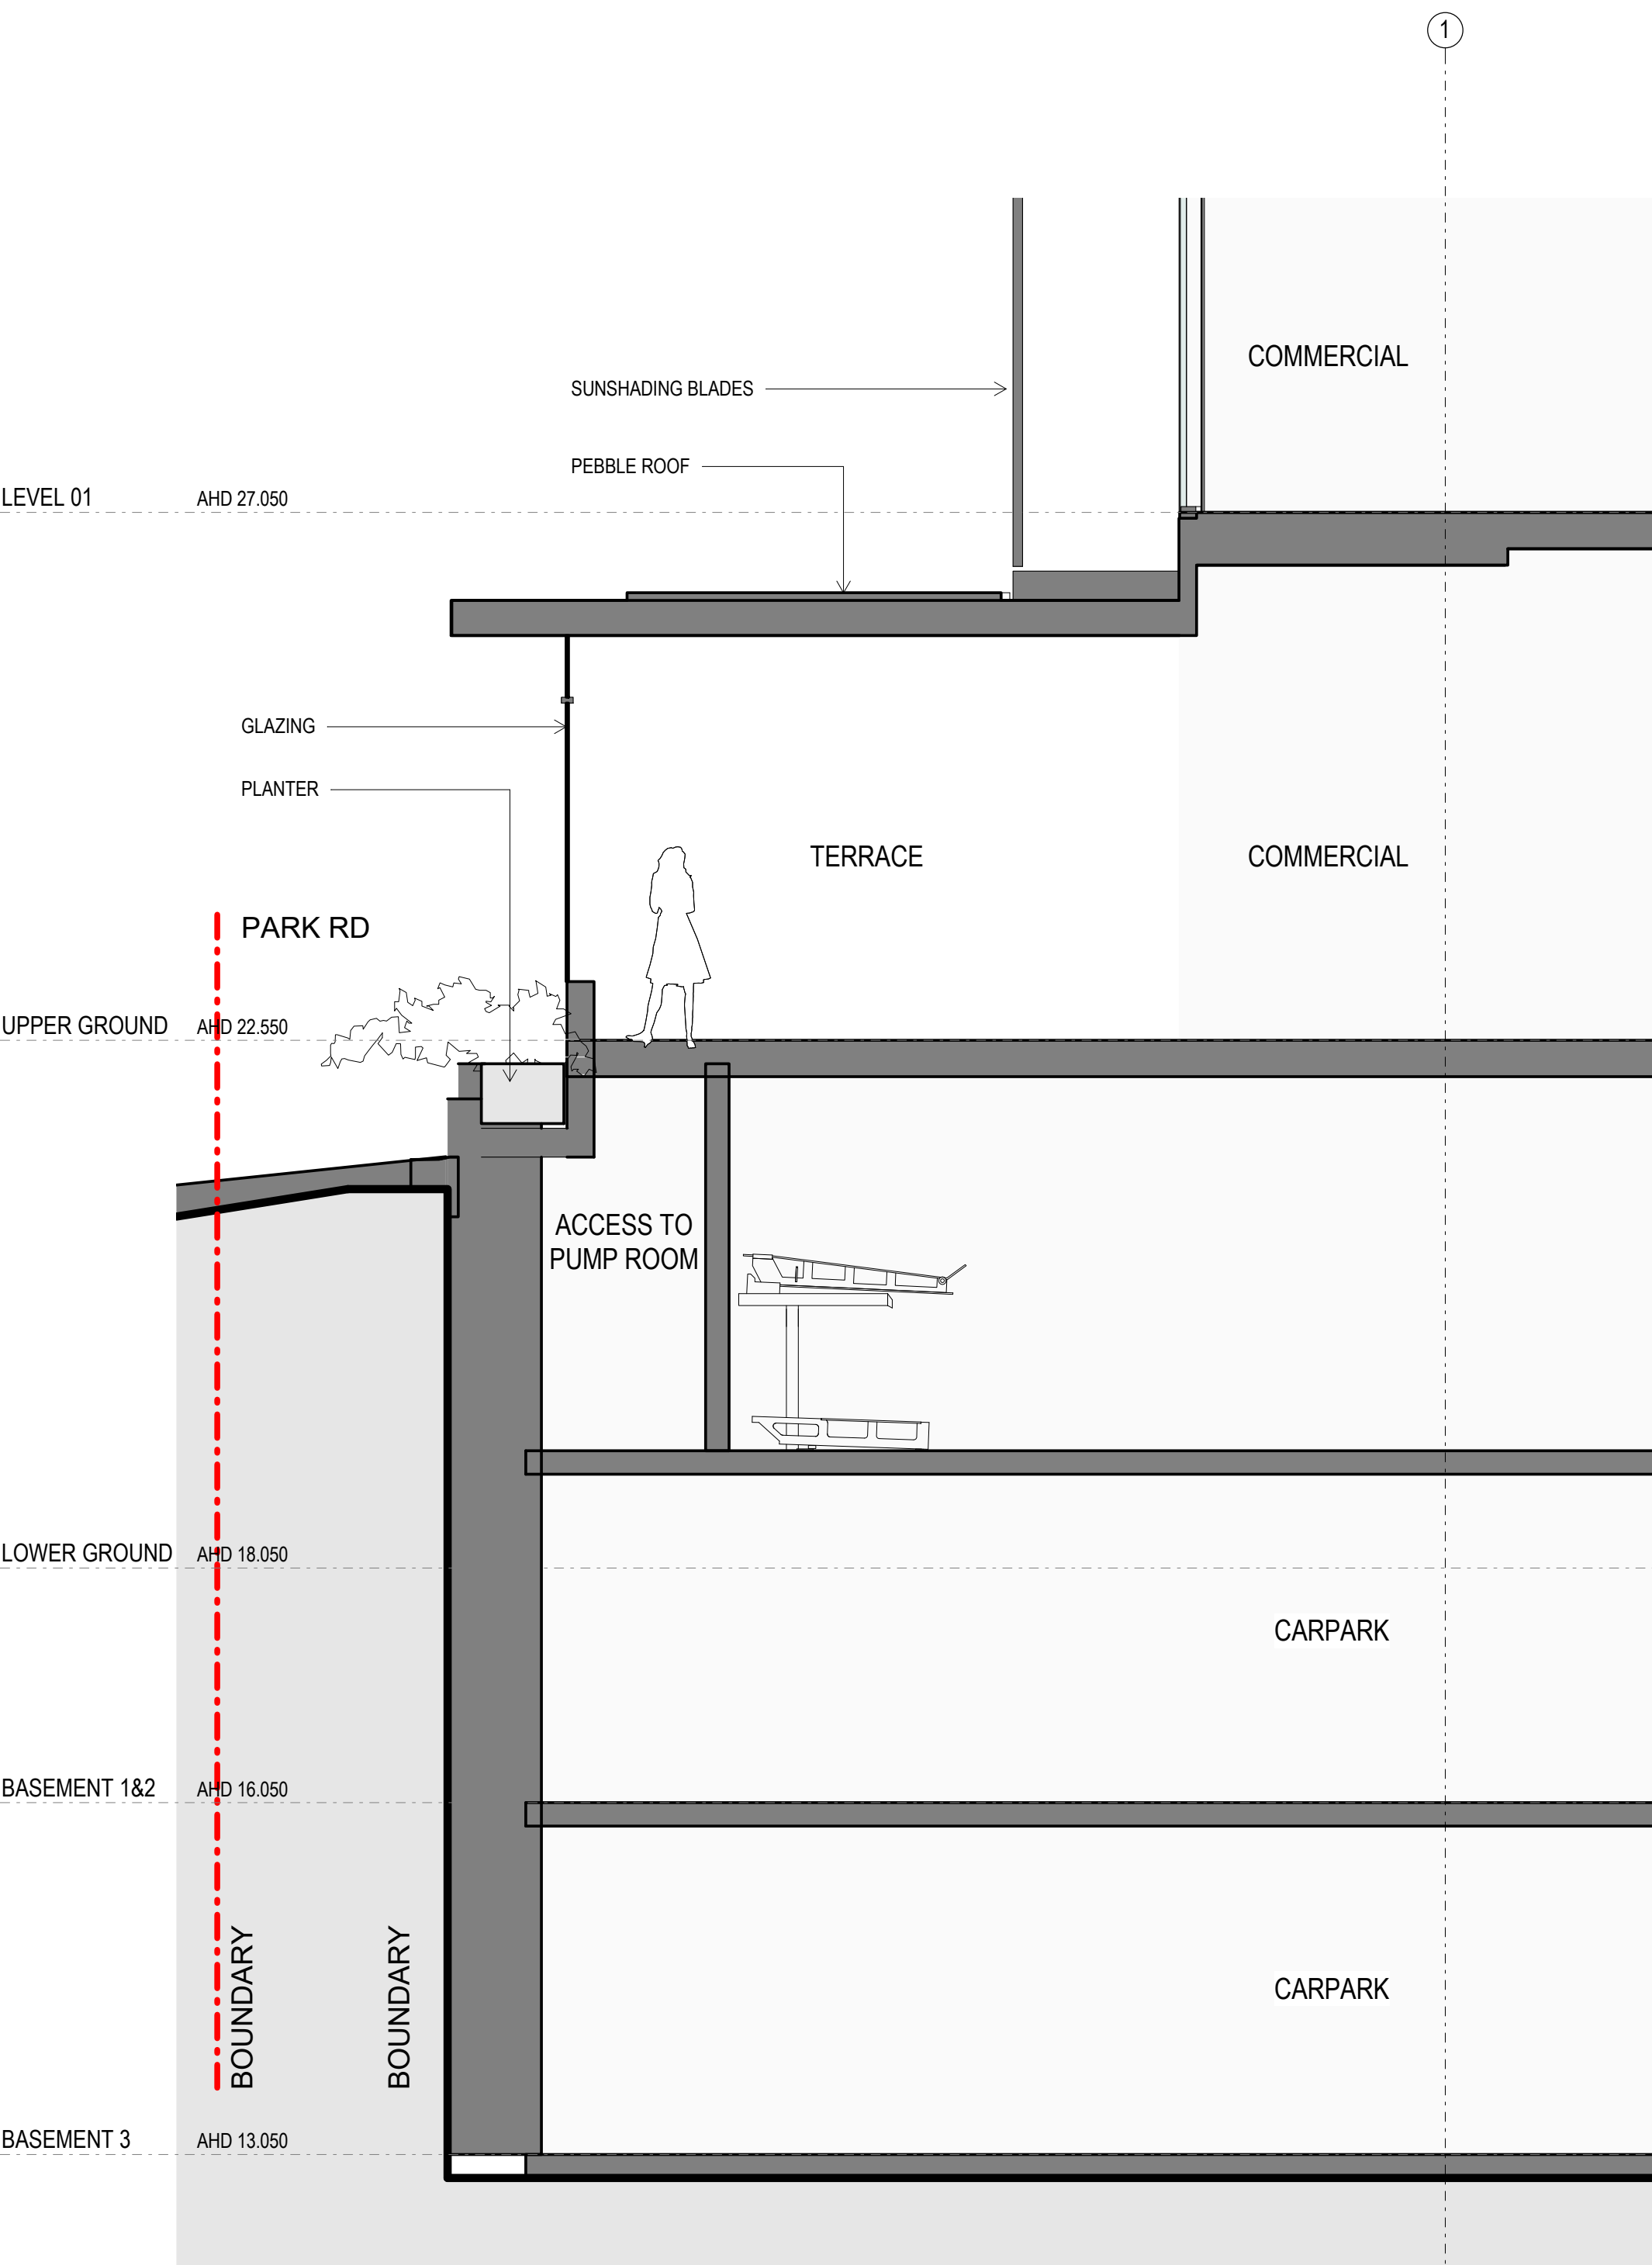 1
COMMERCIAL
SUNSHADING BLADES
PEBBLE ROOF
LEVEL 01 AHD 27.050
GLAZING
PLANTER
TERRACE COMMERCIAL
PARK RD
UPPER GROUND AHD 22.550
ACCESS TO
PUMP ROOM
LOWER GROUND AHD 18.050
CARPARK
BASEMENT 1&2 AHD 16.050
BOUNDARY
BOUNDARY
CARPARK
BASEMENT 3 AHD 13.050